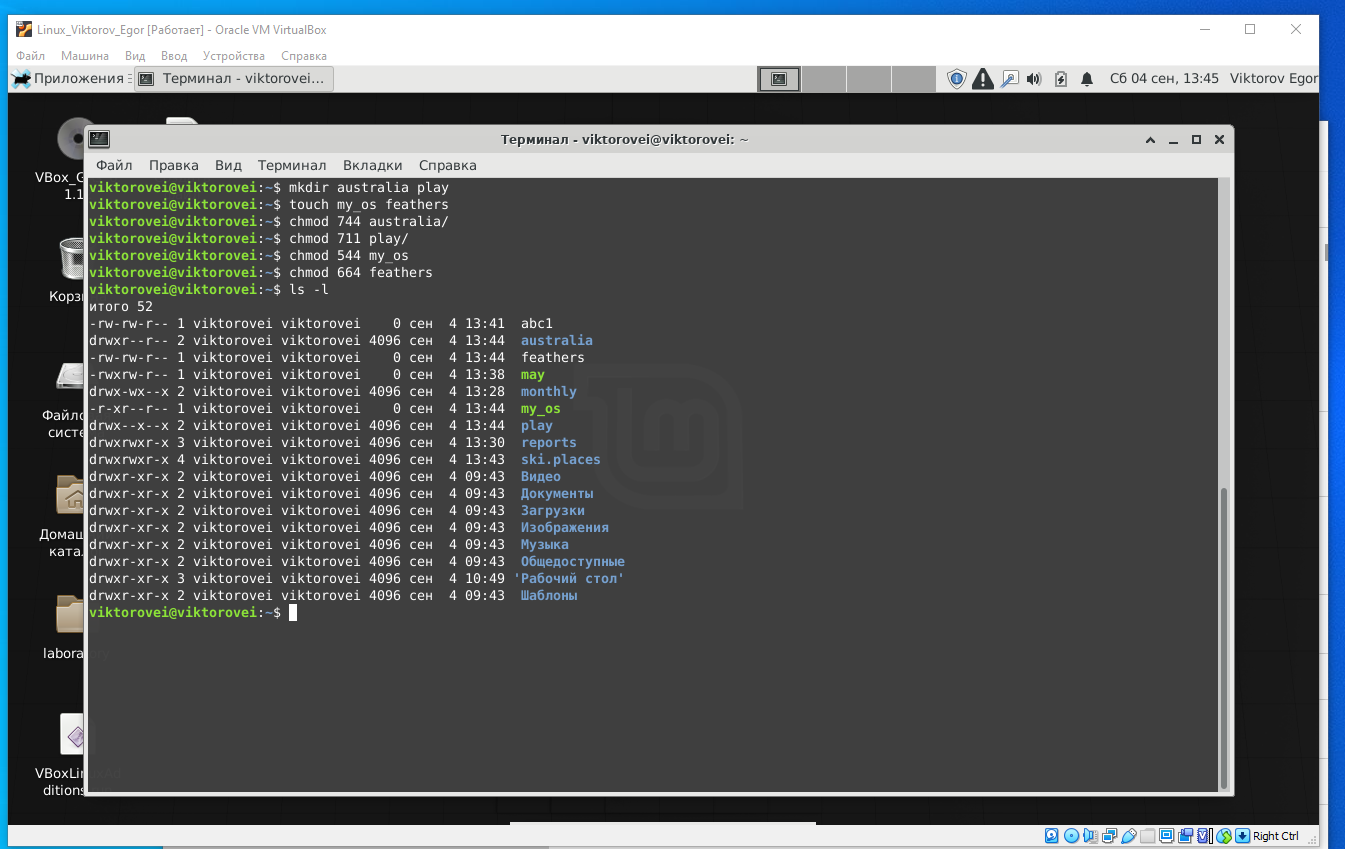 Linux_Viktorov_Egor [Работает] - Oracle VM VirtualBox
Файл Машина Вид Ввод Устройства Справка
Приложения Терминал - viktorovei... Сб 04 сен, 13:45 Viktorov Egor
Терминал - viktorovei@viktorovei: ~
Файл Правка Вид Терминал Вкладки Справка
viktorovei@viktorovei:~$ mkdir australia play
viktorovei@viktorovei:~$ touch my_os feathers
viktorovei@viktorovei:~$ chmod 744 australia/
viktorovei@viktorovei:~$ chmod 711 play/
viktorovei@viktorovei:~$ chmod 544 my_os
viktorovei@viktorovei:~$ chmod 664 feathers
viktorovei@viktorovei:~$ ls -l
итого 52
-rw-rw-r-- 1 viktorovei viktorovei    0 сен  4 13:41  abc1
drwxr--r-- 2 viktorovei viktorovei 4096 сен  4 13:44  australia
-rw-rw-r-- 1 viktorovei viktorovei    0 сен  4 13:44  feathers
-rwxrw-r-- 1 viktorovei viktorovei    0 сен  4 13:38  may
drwx-wx--x 2 viktorovei viktorovei 4096 сен  4 13:28  monthly
-r-xr--r-- 1 viktorovei viktorovei    0 сен  4 13:44  my_os
drwx--x--x 2 viktorovei viktorovei 4096 сен  4 13:44  play
drwxrwxr-x 3 viktorovei viktorovei 4096 сен  4 13:30  reports
drwxrwxr-x 4 viktorovei viktorovei 4096 сен  4 13:43  ski.places
drwxr-xr-x 2 viktorovei viktorovei 4096 сен  4 09:43  Видео
drwxr-xr-x 2 viktorovei viktorovei 4096 сен  4 09:43  Документы
drwxr-xr-x 2 viktorovei viktorovei 4096 сен  4 09:43  Загрузки
drwxr-xr-x 2 viktorovei viktorovei 4096 сен  4 09:43  Изображения
drwxr-xr-x 2 viktorovei viktorovei 4096 сен  4 09:43  Музыка
drwxr-xr-x 2 viktorovei viktorovei 4096 сен  4 09:43  Общедоступные
drwxr-xr-x 3 viktorovei viktorovei 4096 сен  4 10:49 'Рабочий стол'
drwxr-xr-x 2 viktorovei viktorovei 4096 сен  4 09:43  Шаблоны
viktorovei@viktorovei:~$
VBox_G
1.1
Корз
Файло
систе
Домаш
ката
labora
VBoxLi
ditions
Right Ctrl